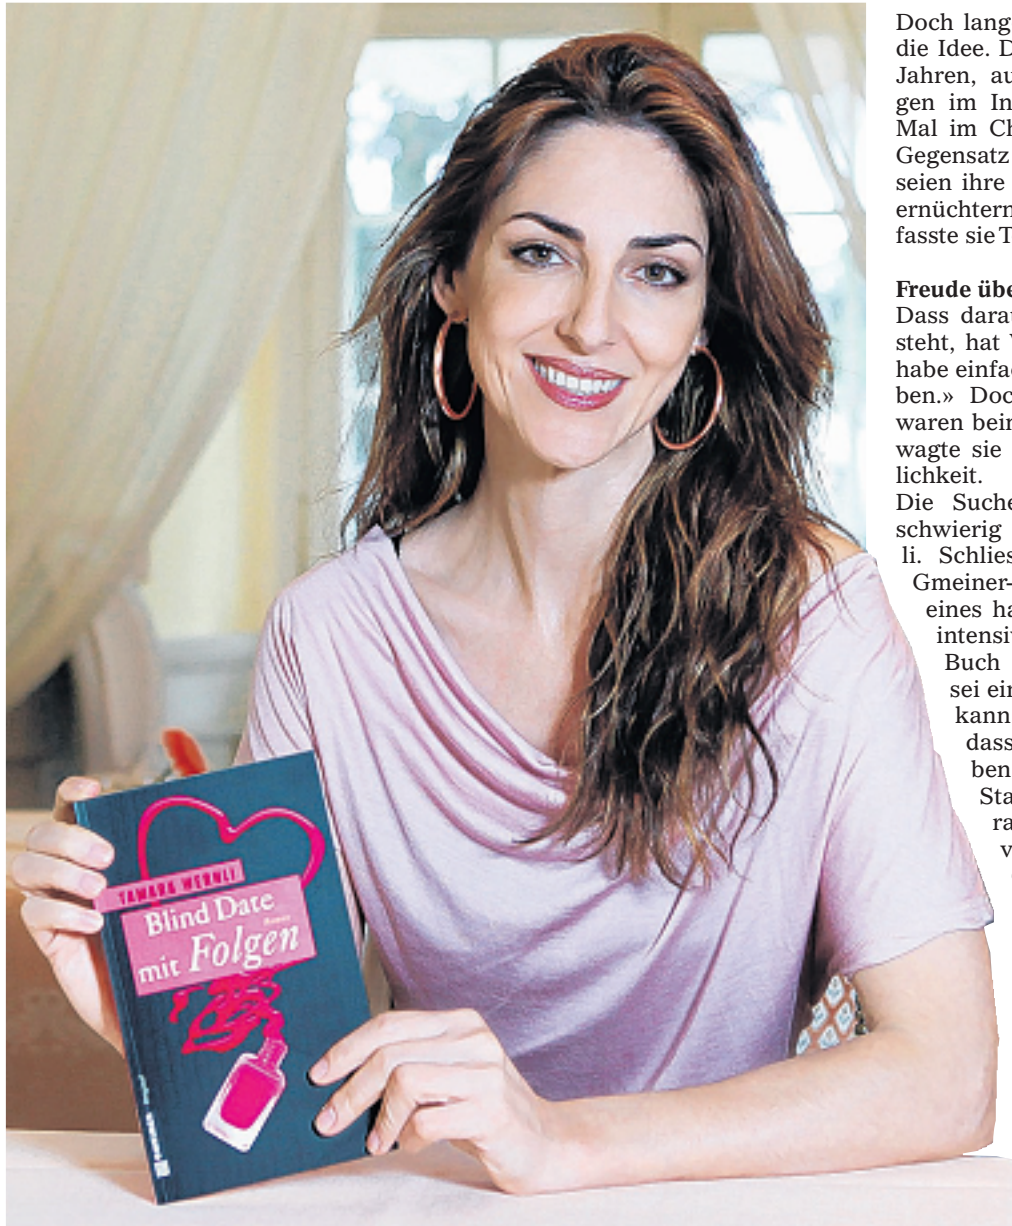 TAMARA WERNLI
Blind Date
Roman
mit Folgen
GMEINER
Doch lang
die Idee. D
Jahren, au
gen im In
Mal im Ch
Gegensatz
seien ihre
ernüchtern
fasste sie T
Freude übe
Dass darau
steht, hat V
habe einfac
ben.» Doc
waren bein
wagte sie
lichkeit.
Die Suche
schwierig
li. Schlies
Gmeiner-
eines ha
intensiv
Buch
sei ein
kann
dass
ben
Sta
ra
v